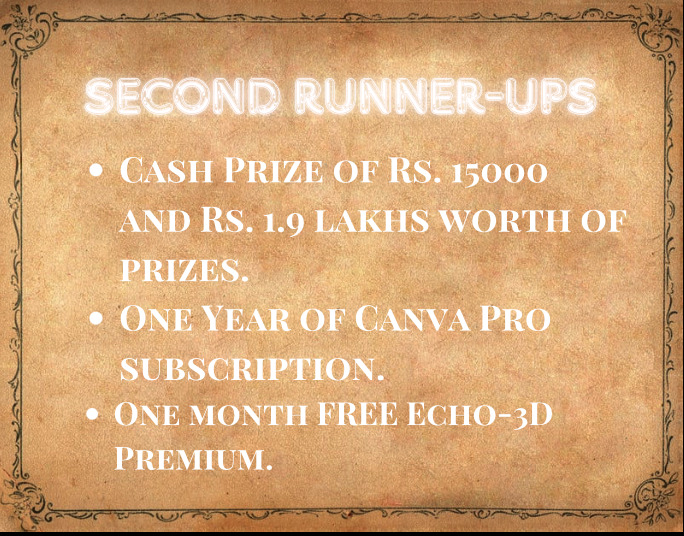 SECOND RUNNER-UPS
• Cash Prize of Rs. 15000
and Rs. 1.9 lakhs worth of
prizes.
• One Year of Canva Pro
subscription.
• One month FREE Echo-3D
Premium.